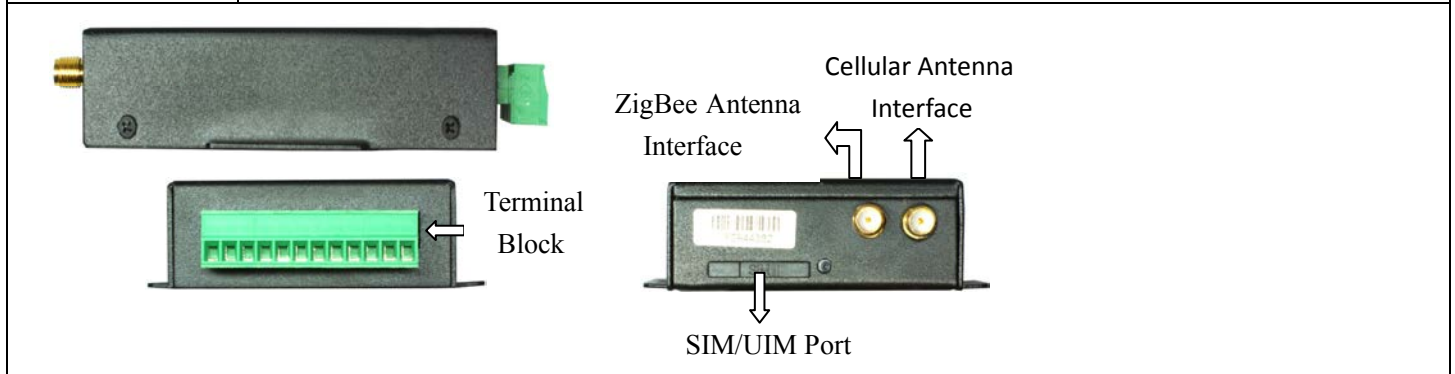 Cellular Antenna
Interface
ZigBee Antenna
Interface
Terminal
Block
SIM/UIM Port